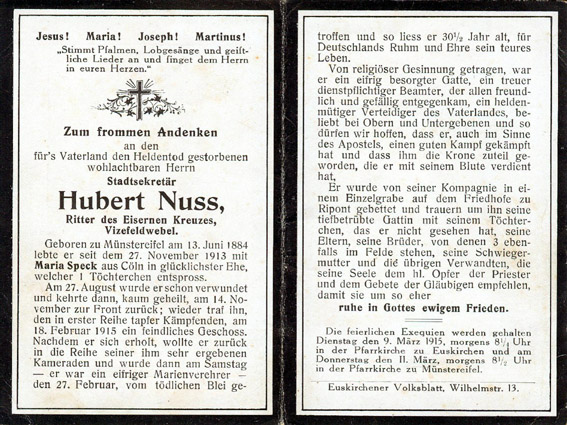 Jesus! Maria! Joseph! Martinus!
„Stimmt Psalmen, Lobgesänge und geist-
liche Lieder an und singet dem Herrn
in euren Herzen.“
Zum frommen Andenken
an den
für's Vaterland den Heldentod gestorbenen
wohlachtbaren Herrn
Stadtsekretär
Hubert Nuss,
Ritter des Eisernen Kreuzes,
Vizefeldwebel.
Geboren zu Münstereifel am 13. Juni 1884
lebte er seit dem 27. November 1913 mit
Maria Speck aus Cöln in glücklichster Ehe,
welcher 1 Töchterchen entspross.
Am 27. August wurde er schon verwundet
und kehrte dann, kaum geheilt, am 14. No-
vember zur Front zurück; wieder traf ihn,
den in erster Reihe tapfer Kämpfenden, am
18. Februar 1915 ein feindliches Geschoss.
Nachdem er sich erholt, wollte er zurück
in die Reihe seiner ihm sehr ergebenen
Kameraden und wurde dann am Samstag
— er war ein eifriger Marienverehrer —
den 27. Februar, vom tödlichen Blei ge-
troffen und so liess er 30½ Jahr alt, für
Deutschlands Ruhm und Ehre sein teures
Leben.
Von religiöser Gesinnung getragen, war
er ein eifrig besorgter Gatte, ein treuer
dienstpflichtiger Beamter, der allen freund-
lich und gefällig entgegenkam, ein helden-
mütiger Verteidiger des Vaterlandes, be-
liebt bei Obern und Untergebenen und so
dürfen wir hoffen, dass er, auch im Sinne
des Apostels, einen guten Kampf gekämpft
hat und dass ihm die Krone zuteil gewor-
den, die er mit seinem Blute verdient
hat.
Er wurde von seiner Kompagnie in ei-
nem Einzelgrabe auf dem Friedhofe zu
Ripont gebettet und trauern um ihn seine
tiefbetrübte Gattin mit seinem Töchter-
chen, das er nicht gesehen hat, seine
Eltern, seine Brüder, von denen 3 eben-
falls im Felde stehen, seine Schwieger-
mutter und die übrigen Verwandten, die
seine Seele dem hl. Opfer der Priester
und dem Gebete der Gläubigen empfehlen,
damit sie um so eher
ruhe in Gottes ewigem Frieden.
Die feierlichen Exequien werden gehalten
Dienstag den 9. März 1915, morgens 8¼ Uhr
in der Pfarrkirche zu Euskirchen und am
Donnerstag den 11. März, morgens 8½ Uhr
in der Pfarrkirche zu Münstereifel.
Euskirchener Volksblatt, Wilhelmstr. 13.